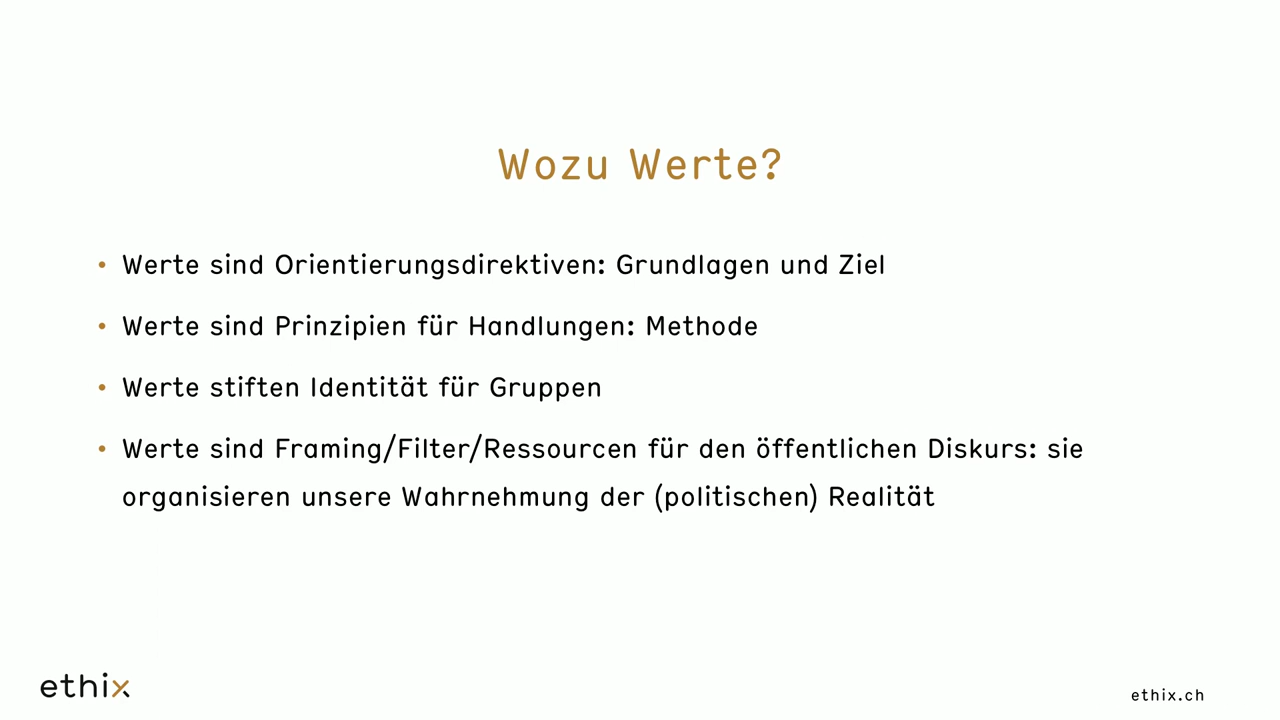 Wozu Werte?
• Werte sind Orientierungsdirektiven: Grundlagen und Ziel
• Werte sind Prinzipien für Handlungen: Methode
• Werte stiften Identität für Gruppen
• Werte sind Framing/Filter/Ressourcen für den öffentlichen Diskurs: sie
organisieren unsere Wahrnehmung der (politischen) Realität
ethix
ethix.ch